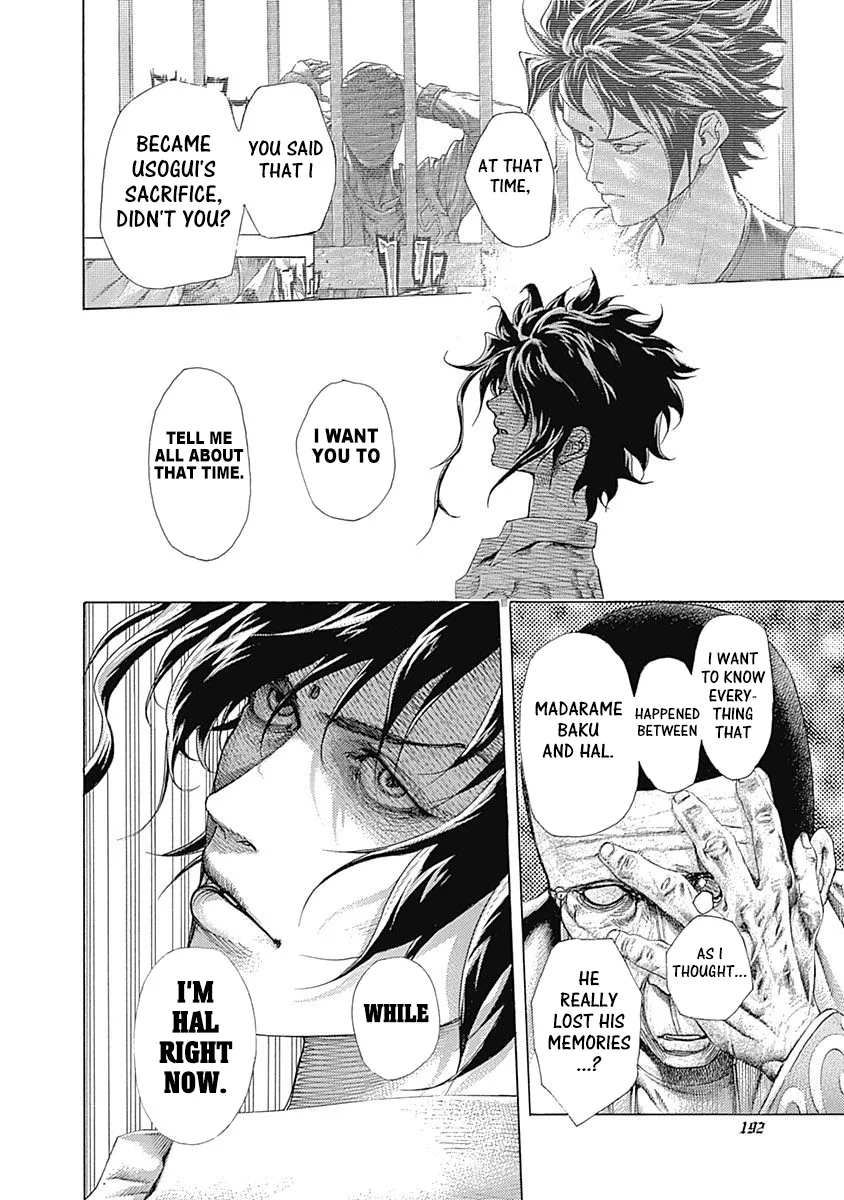 AT THAT
TIME,
YOU SAID
THAT I
BECAME
USOGUI'S
SACRIFICE,
DIDN'T YOU?
I WANT
YOU TO
TELL ME
ALL ABOUT
THAT TIME.
I WANT
TO KNOW
EVERY-
THING
THAT
HAPPENED
BETWEEN
MADARAME
BAKU
AND HAL.
AS I
THOUGHT...
HE
REALLY
LOST HIS
MEMORIES
...?
WHILE
I'M
HAL
RIGHT
NOW.
192